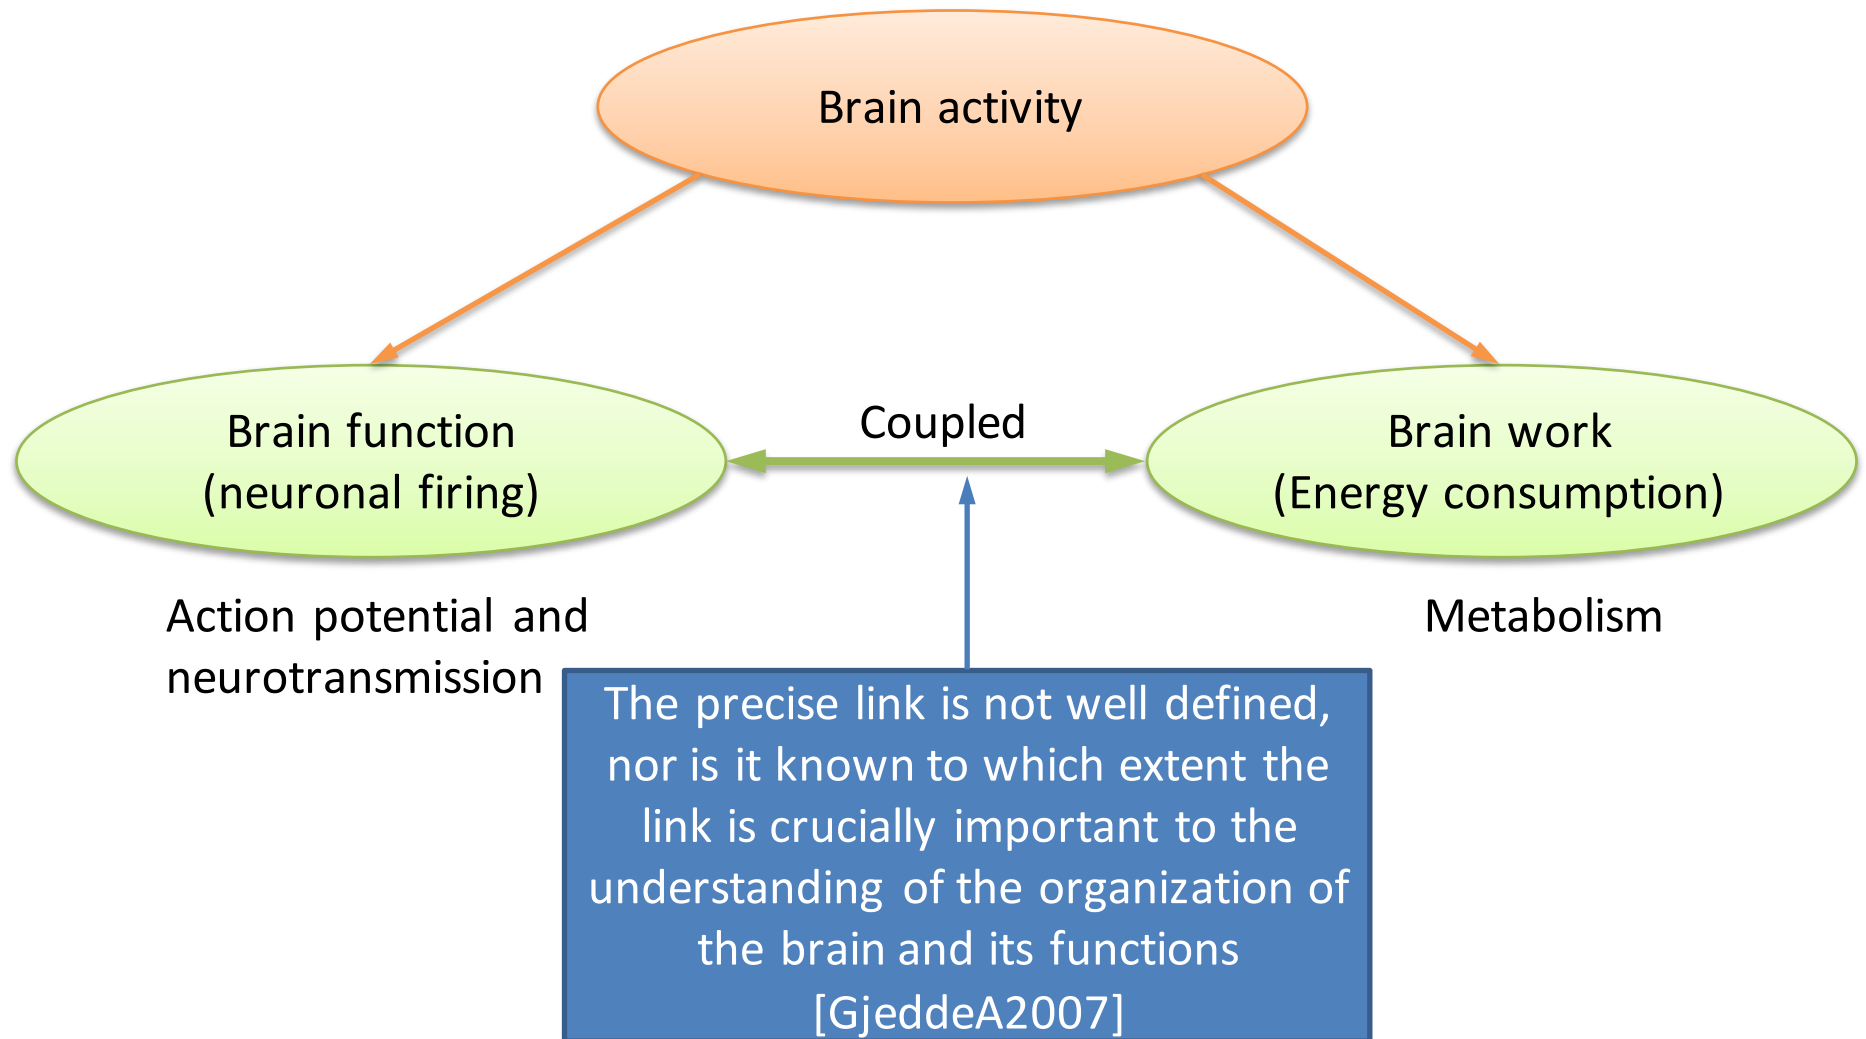 Brain activity
Coupled
Brain function
(neuronal firing)
Brain work
(Energy consumption)
Action potential and
neurotransmission
Metabolism
The precise link is not well defined,
nor is it known to which extent the
link is crucially important to the
understanding of the organization of
the brain and its functions
[GjeddeA2007]